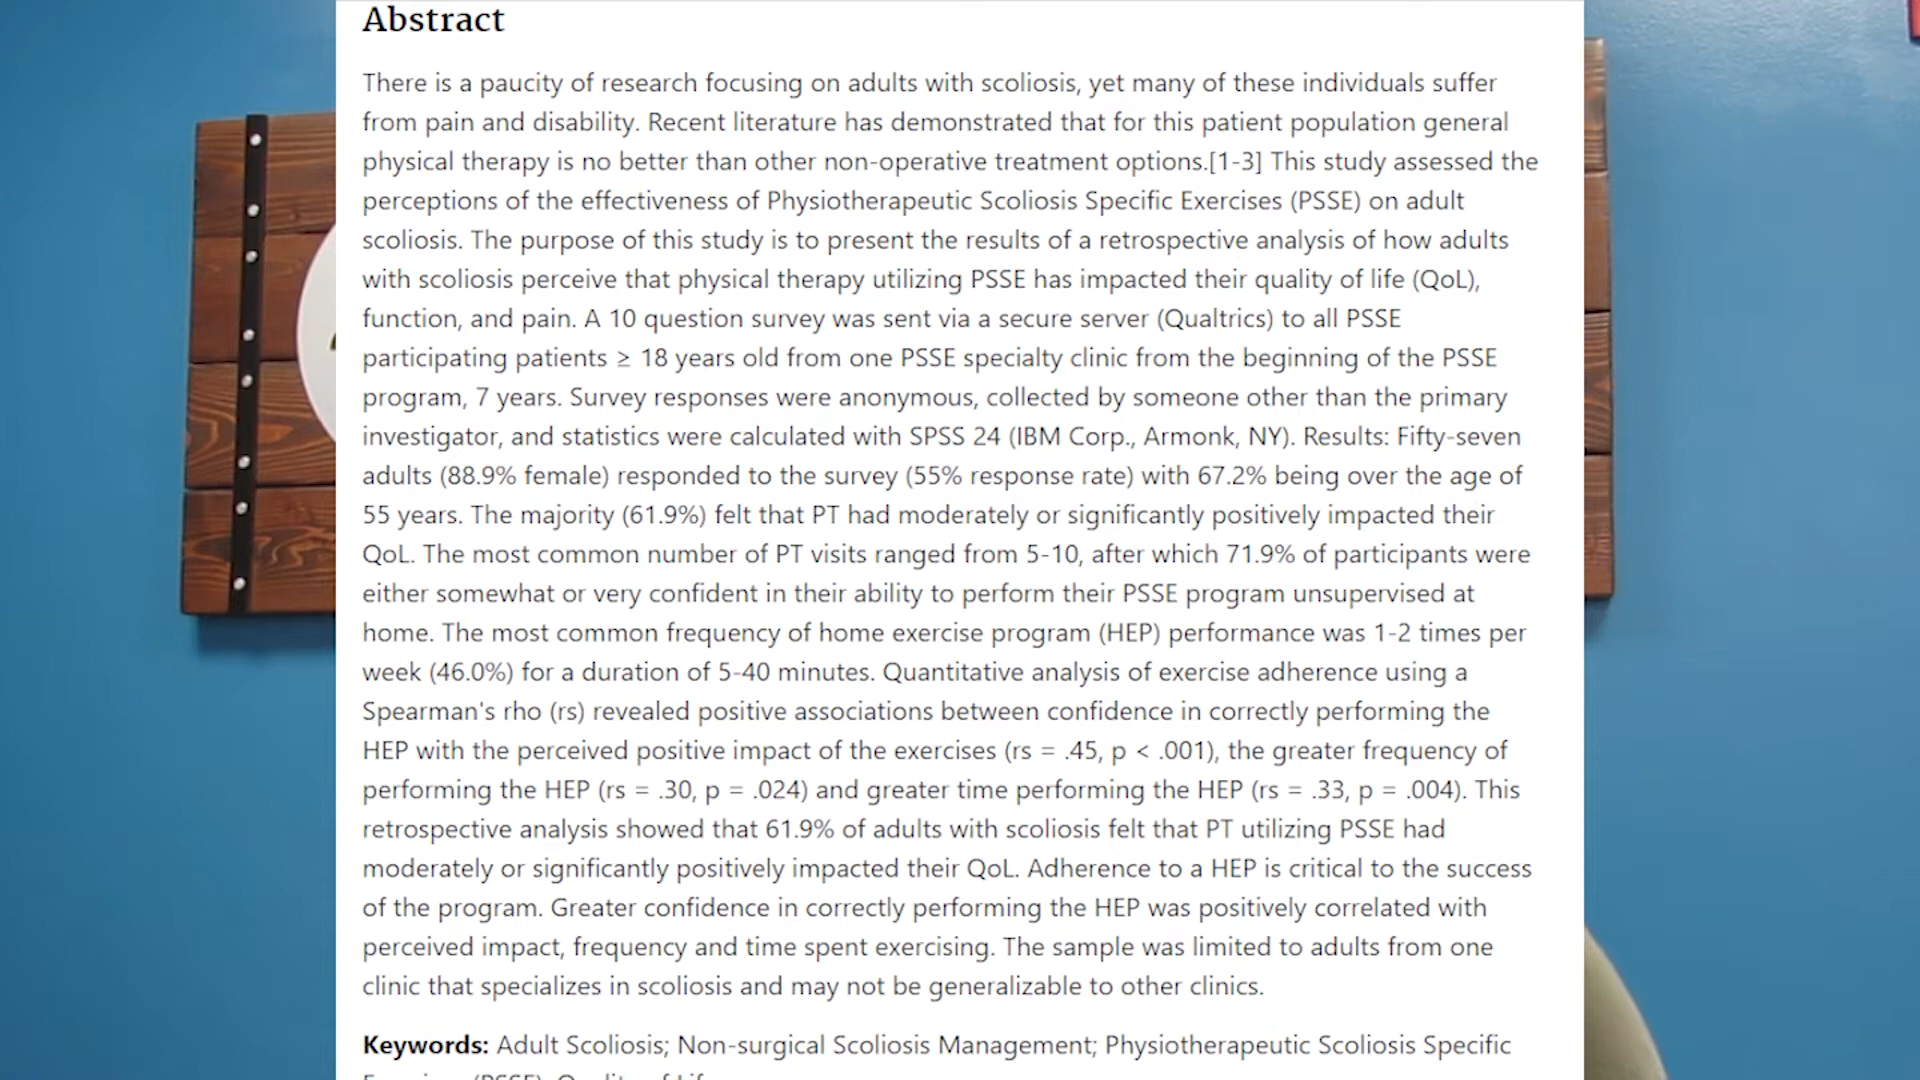 Abstract
There is a paucity of research focusing on adults with scoliosis, yet many of these individuals suffer
from pain and disability. Recent literature has demonstrated that for this patient population general
physical therapy is no better than other non-operative treatment options.[1-3] This study assessed the
perceptions of the effectiveness of Physiotherapeutic Scoliosis Specific Exercises (PSSE) on adult
scoliosis. The purpose of this study is to present the results of a retrospective analysis of how adults
with scoliosis perceive that physical therapy utilizing PSSE has impacted their quality of life (QoL),
function, and pain. A 10 question survey was sent via a secure server (Qualtrics) to all PSSE
participating patients ≥ 18 years old from one PSSE specialty clinic from the beginning of the PSSE
program, 7 years. Survey responses were anonymous, collected by someone other than the primary
investigator, and statistics were calculated with SPSS 24 (IBM Corp., Armonk, NY). Results: Fifty-seven
adults (88.9% female) responded to the survey (55% response rate) with 67.2% being over the age of
55 years. The majority (61.9%) felt that PT had moderately or significantly positively impacted their
QoL. The most common number of PT visits ranged from 5-10, after which 71.9% of participants were
either somewhat or very confident in their ability to perform their PSSE program unsupervised at
home. The most common frequency of home exercise program (HEP) performance was 1-2 times per
week (46.0%) for a duration of 5-40 minutes. Quantitative analysis of exercise adherence using a
Spearman's rho (rs) revealed positive associations between confidence in correctly performing the
HEP with the perceived positive impact of the exercises (rs = .45, p < .001), the greater frequency of
performing the HEP (rs = .30, p = .024) and greater time performing the HEP (rs = .33, p = .004). This
retrospective analysis showed that 61.9% of adults with scoliosis felt that PT utilizing PSSE had
moderately or significantly positively impacted their QoL. Adherence to a HEP is critical to the success
of the program. Greater confidence in correctly performing the HEP was positively correlated with
perceived impact, frequency and time spent exercising. The sample was limited to adults from one
clinic that specializes in scoliosis and may not be generalizable to other clinics.
Keywords: Adult Scoliosis; Non-surgical Scoliosis Management; Physiotherapeutic Scoliosis Specific